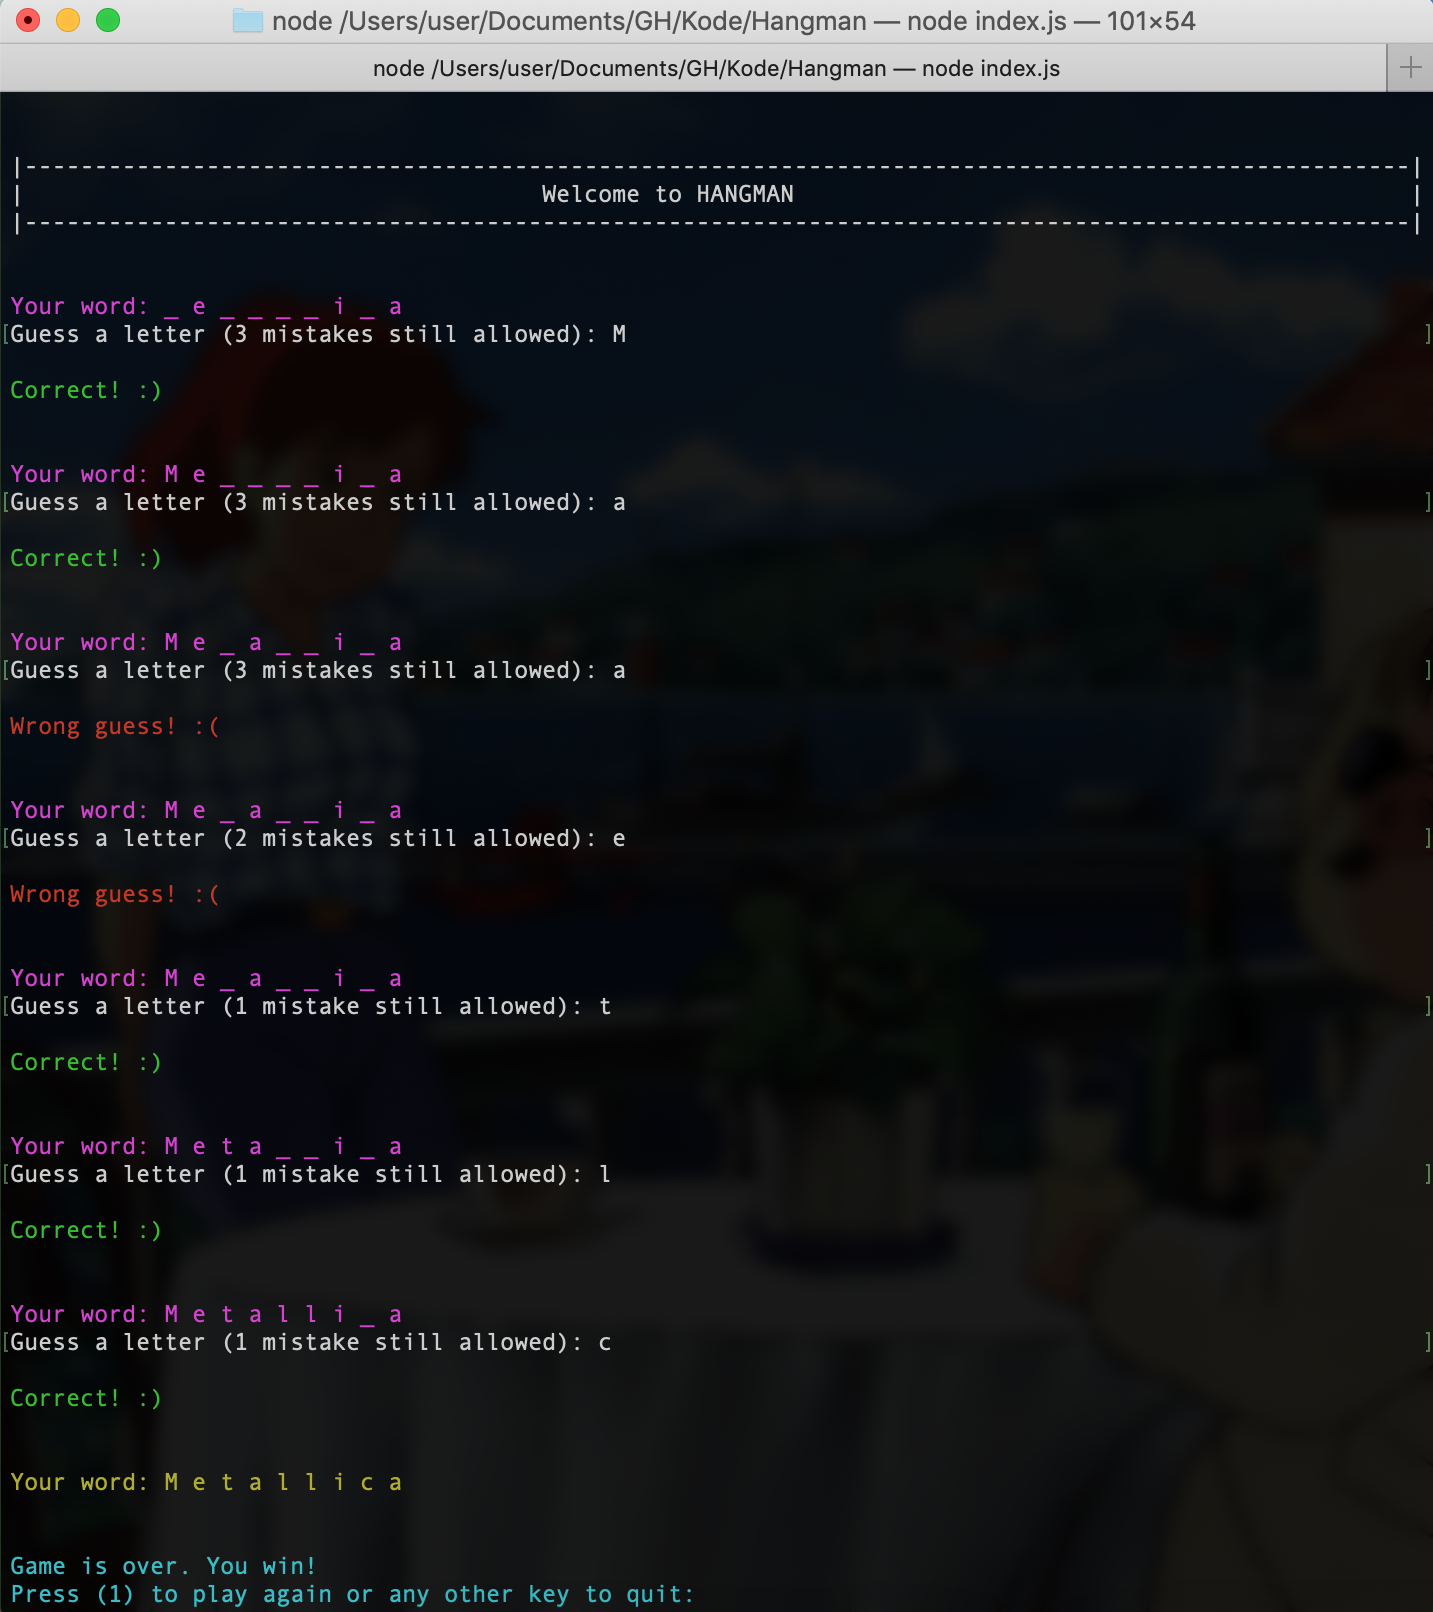 node /Users/user/Documents/GH/Kode/Hangman — node index.js — 101×54
node /Users/user/Documents/GH/Kode/Hangman — node index.js
|---------------------------------------------------------------------------------------------------|
| Welcome to HANGMAN |
|---------------------------------------------------------------------------------------------------|
Your word: _ e _ _ _ _ i _ a
[Guess a letter (3 mistakes still allowed): M ]
Correct! :)
Your word: M e _ _ _ _ i _ a
[Guess a letter (3 mistakes still allowed): a ]
Correct! :)
Your word: M e _ a _ _ i _ a
[Guess a letter (3 mistakes still allowed): a ]
Wrong guess! :(
Your word: M e _ a _ _ i _ a
[Guess a letter (2 mistakes still allowed): e ]
Wrong guess! :(
Your word: M e _ a _ _ i _ a
[Guess a letter (1 mistake still allowed): t ]
Correct! :)
Your word: M e t a _ _ i _ a
[Guess a letter (1 mistake still allowed): l ]
Correct! :)
Your word: M e t a l l i _ a
[Guess a letter (1 mistake still allowed): c ]
Correct! :)
Your word: M e t a l l i c a
Game is over. You win!
Press (1) to play again or any other key to quit: